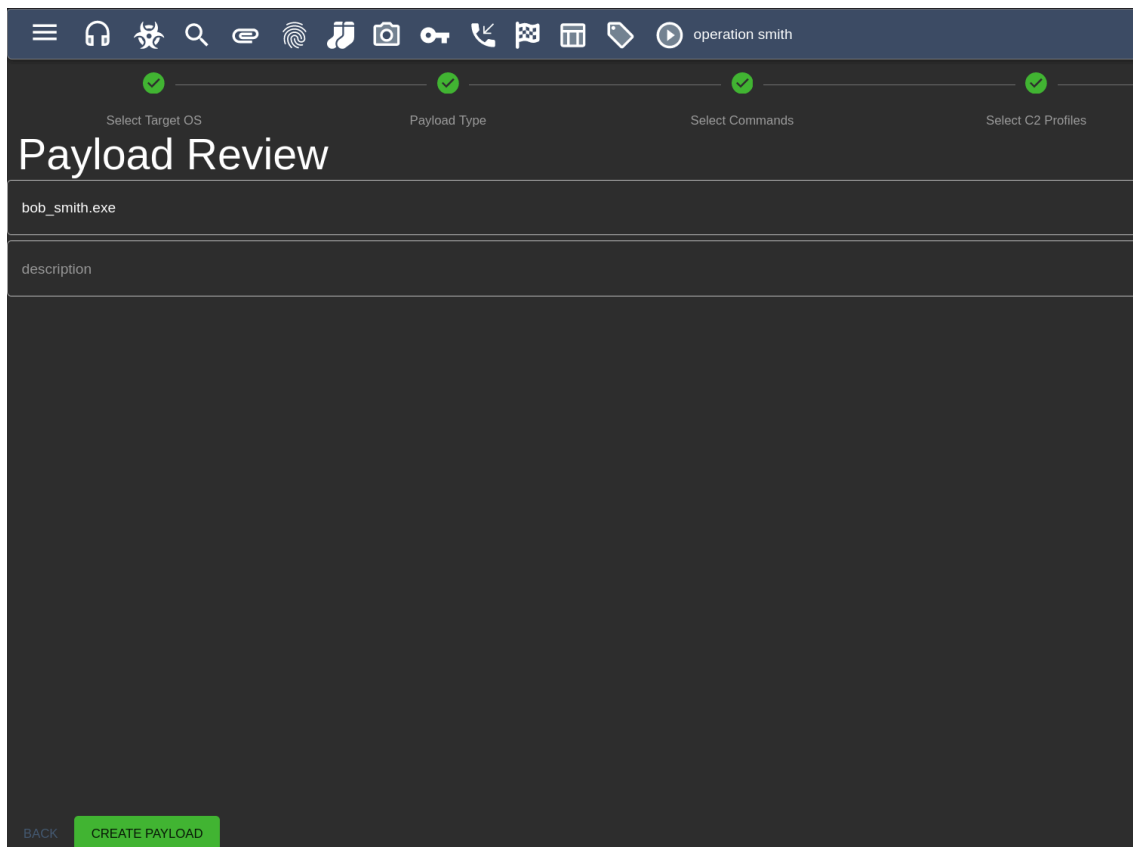 operation smith
Select Target OS
Payload Type
Select Commands
Select C2 Profiles
Payload Review
bob_smith.exe
description
BACK
CREATE PAYLOAD